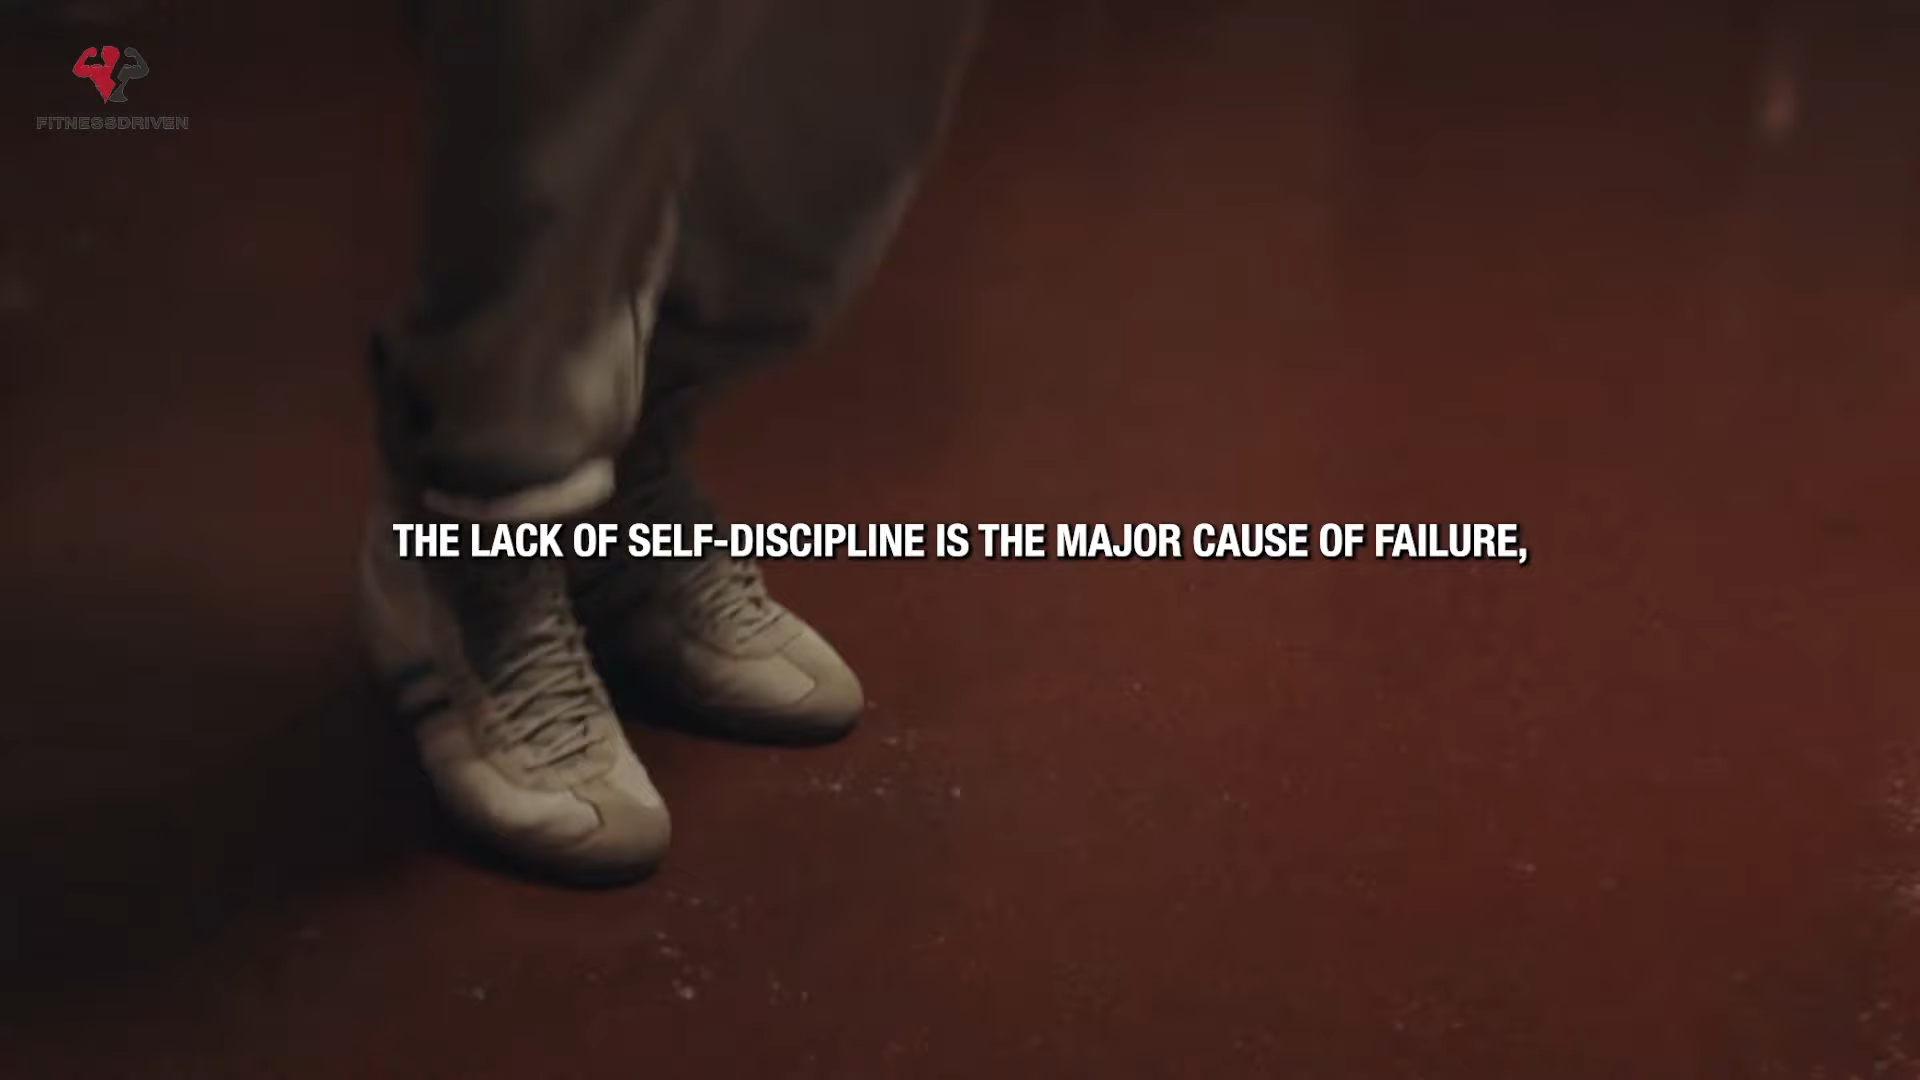 FITNESSDRIVEN
THE LACK OF SELF-DISCIPLINE IS THE MAJOR CAUSE OF FAILURE,